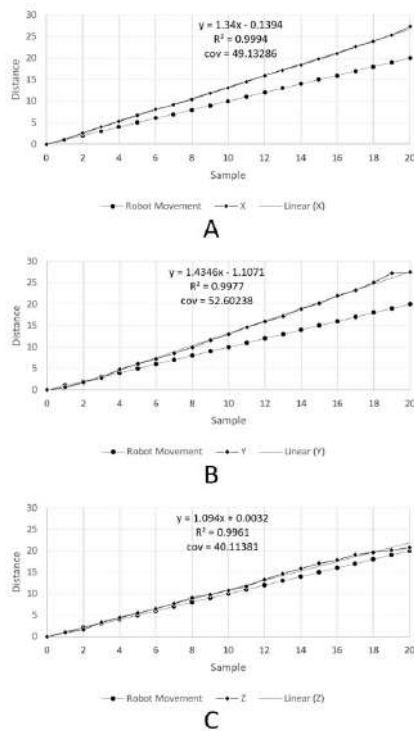 y = 1.34x - 0.1394
R² = 0.9994
cov = 49.13286
Distance
30
25
20
15
10
5
0
0 2 4 6 8 10 12 14 16 18 20
Sample
Robot Movement X Linear (X)
A
y = 1.4346x - 1.1071
R² = 0.9977
cov = 52.60238
Distance
30
25
20
15
10
5
0
0 2 4 6 8 10 12 14 16 18 20
Sample
Robot Movement Y Linear (Y)
B
y = 1.094x + 0.0032
R² = 0.9961
cov = 40.11381
Distance
30
25
20
15
10
5
0
0 2 4 6 8 10 12 14 16 18 20
Sample
Robot Movement Z Linear (Z)
C